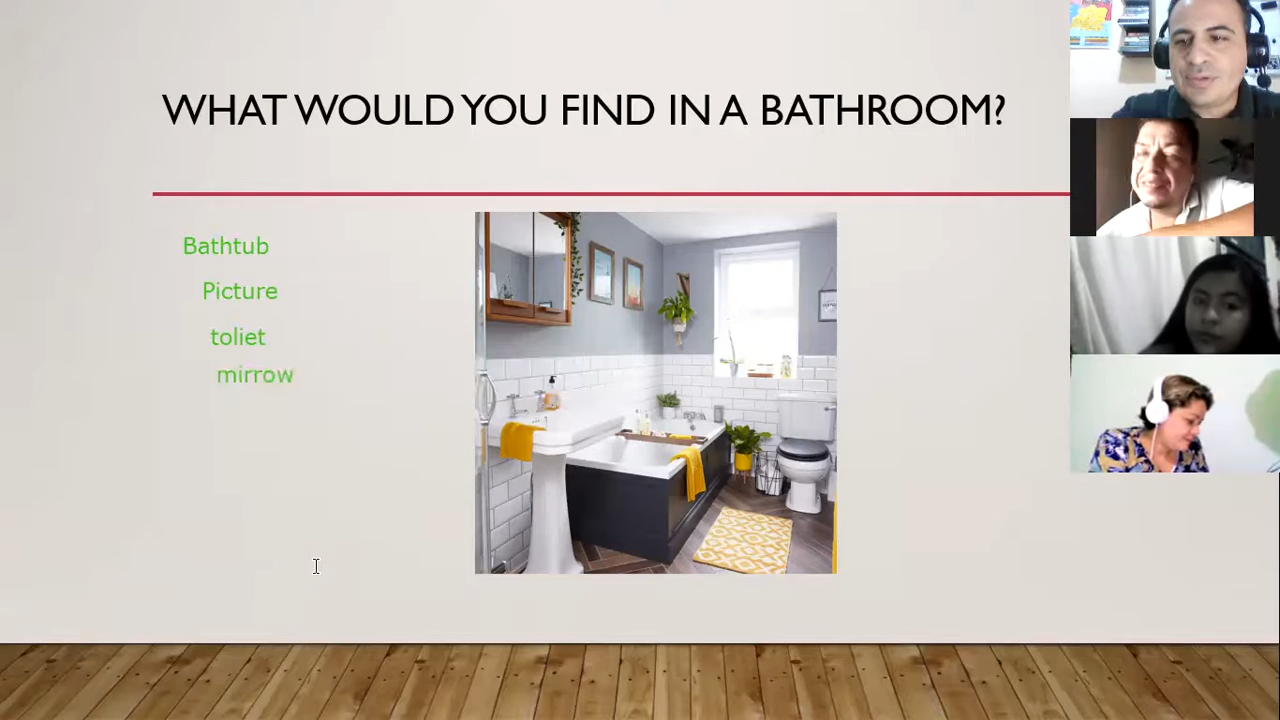 WHAT WOULD YOU FIND IN A BATHROOM?
Bathtub
Picture
toliet
mirrow